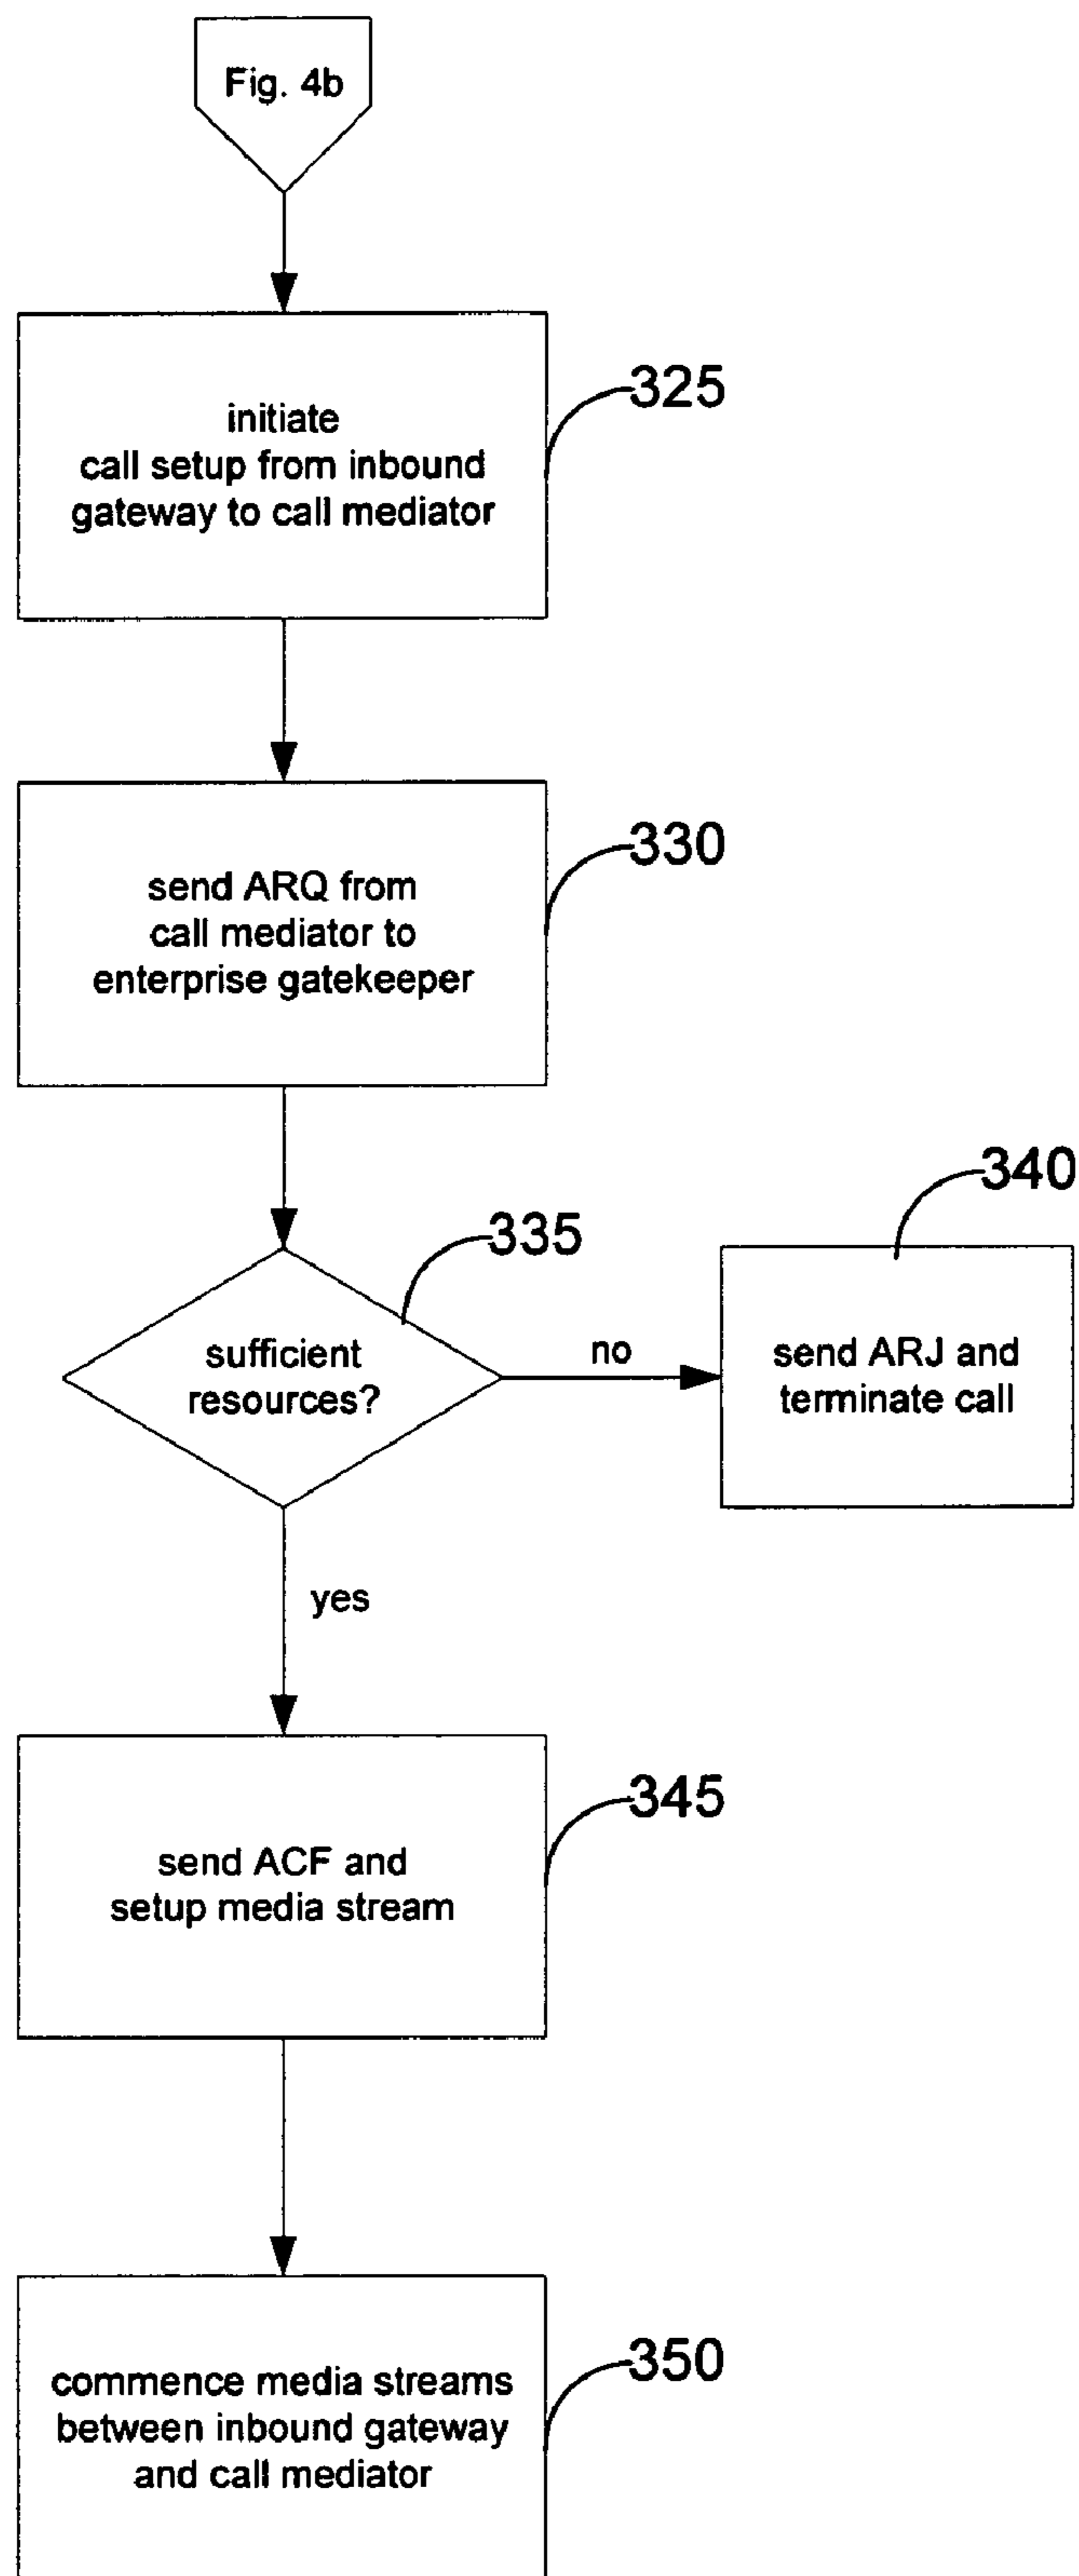 Fig. 4b
initiate
call setup from inbound
gateway to call mediator
325
send ARQ from
call mediator to
enterprise gatekeeper
330
335
sufficient
resources?
no
340
send ARJ and
terminate call
yes
send ACF and
setup media stream
345
commence media streams
between inbound gateway
and call mediator
350